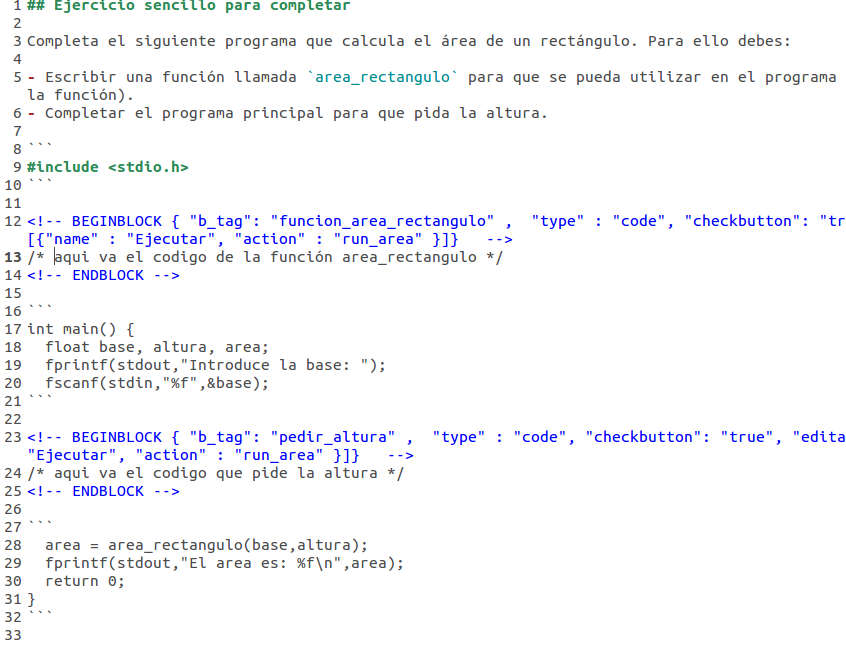 1 ## Ejercicio sencillo para completar
2
3 Completa el siguiente programa que calcula el área de un rectángulo. Para ello debes:
4
5 - Escribir una función llamada `area_rectangulo` para que se pueda utilizar en el programa
la función).
6 - Completar el programa principal para que pida la altura.
7
8 ```
9 #include <stdio.h>
10 ```
11
12 <!-- BEGINBLOCK { "b_tag": "funcion_area_rectangulo" ,  "type" : "code", "checkbutton": "tr
[{"name" : "Ejecutar", "action" : "run_area" }]}   -->
13 /* aqui va el codigo de la función area_rectangulo */
14 <!-- ENDBLOCK -->
15
16 ```
17 int main() {
18   float base, altura, area;
19   fprintf(stdout,"Introduce la base: ");
20   fscanf(stdin,"%f",&base);
21 ```
22
23 <!-- BEGINBLOCK { "b_tag": "pedir_altura" ,  "type" : "code", "checkbutton": "true", "edita
"Ejecutar", "action" : "run_area" }]}   -->
24 /* aqui va el codigo que pide la altura */
25 <!-- ENDBLOCK -->
26
27 ```
28   area = area_rectangulo(base,altura);
29   fprintf(stdout,"El area es: %f\n",area);
30   return 0;
31 }
32 ```
33